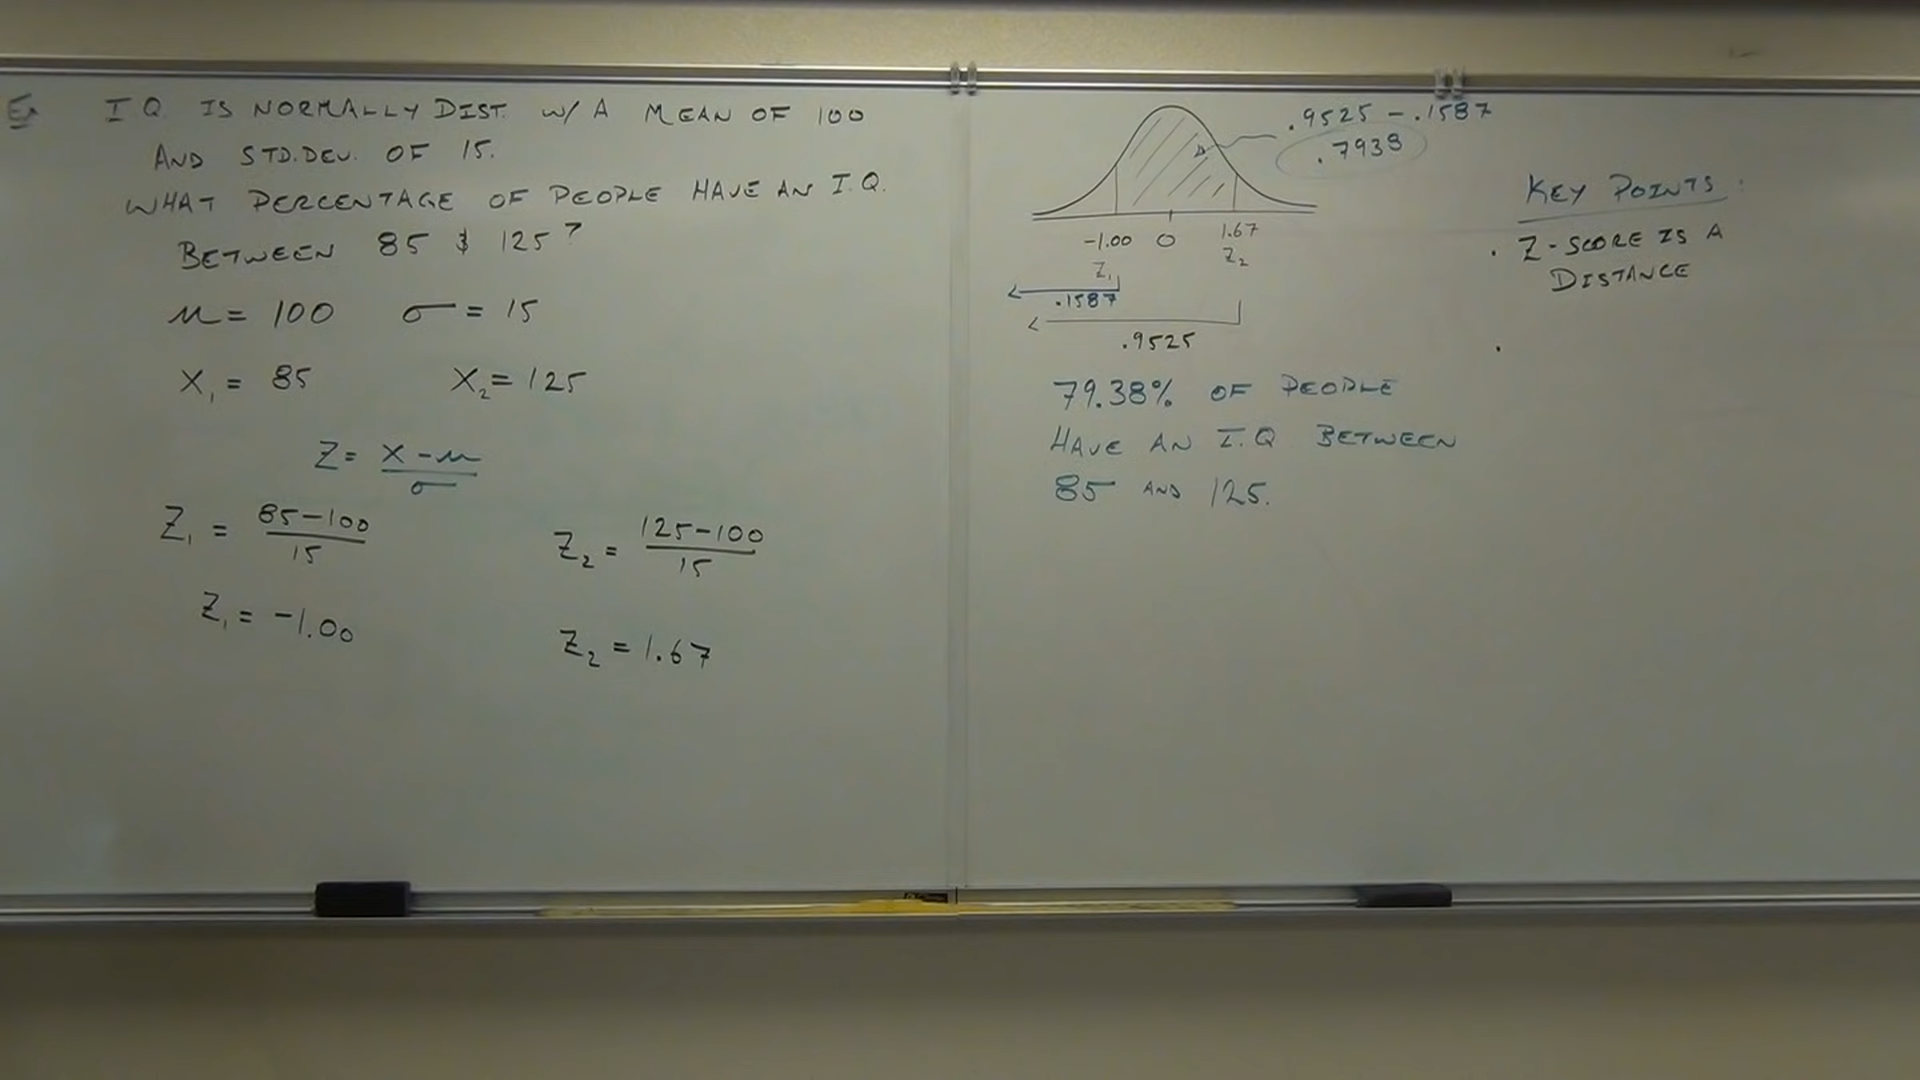 Ex I Q IS NORMALLY DIST. W/ A MEAN OF 100
AND STD.DEV. OF 15.
WHAT PERCENTAGE OF PEOPLE HAVE AN I.Q.
BETWEEN 85 & 125?
μ = 100 σ = 15
X₁ = 85 X₂ = 125
Z = (X - μ)/σ
Z₁ = (85-100)/15 Z₂ = (125-100)/15
Z₁ = -1.00 Z₂ = 1.67
.9525 - .1587
.7938
-1.00 0 1.67
Z₁ Z₂
.1587
.9525
79.38% OF PEOPLE
HAVE AN I.Q BETWEEN
85 AND 125.
KEY POINTS:
. Z-SCORE IS A
DISTANCE
.